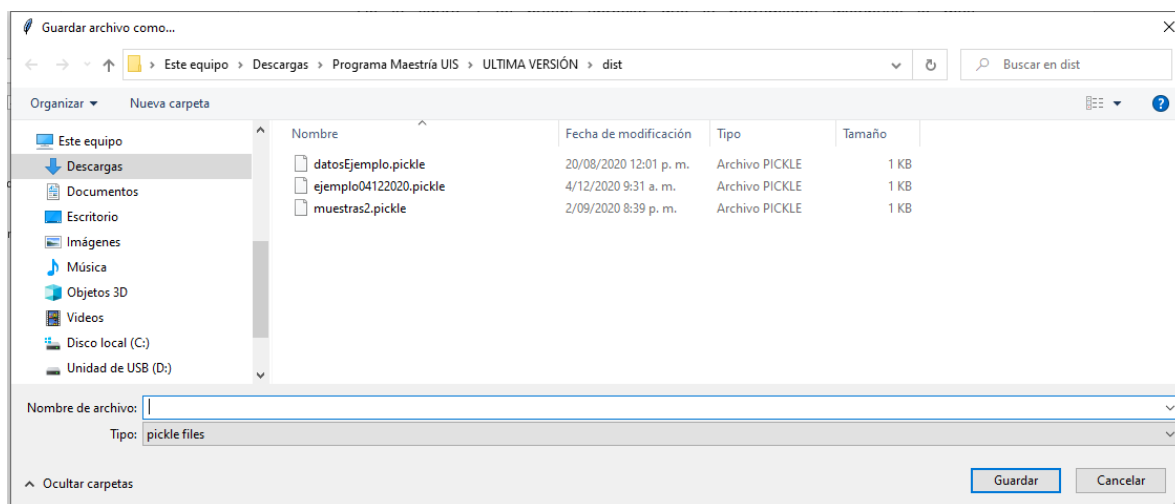 Guardar archivo como...
Este equipo > Descargas > Programa Maestría UIS > ULTIMA VERSIÓN > dist
Buscar en dist
Organizar
Nueva carpeta
Este equipo
Descargas
Documentos
Escritorio
Imágenes
Música
Objetos 3D
Videos
Disco local (C:)
Unidad de USB (D:)
Nombre Fecha de modificación Tipo Tamaño
datosEjemplo.pickle 20/08/2020 12:01 p. m. Archivo PICKLE 1 KB
ejemplo04122020.pickle 4/12/2020 9:31 a. m. Archivo PICKLE 1 KB
muestras2.pickle 2/09/2020 8:39 p. m. Archivo PICKLE 1 KB
Nombre de archivo:
Tipo: pickle files
Ocultar carpetas
Guardar
Cancelar